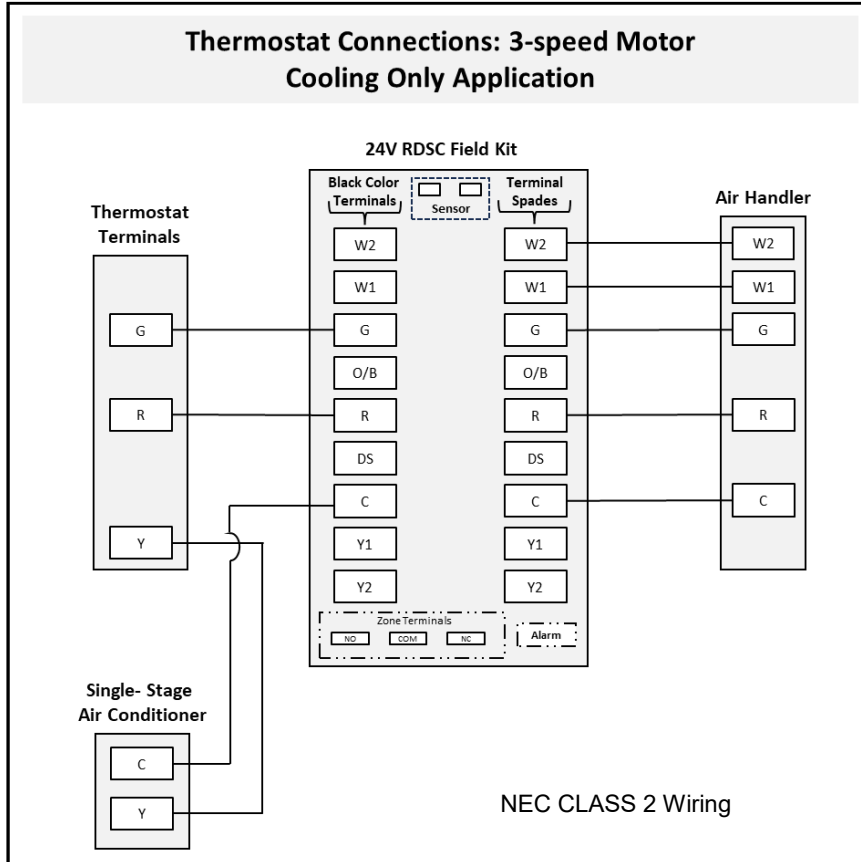 Thermostat Connections: 3-speed Motor
Cooling Only Application
24V RDSC Field Kit
Black Color
Terminals
Terminal
Spades
Sensor
Thermostat
Terminals
G
R
Y
W2
W1
G
O/B
R
DS
C
Y1
Y2
W2
W1
G
O/B
R
DS
C
Y1
Y2
Zone Terminals
NO
COM
NC
Alarm
Air Handler
W2
W1
G
R
C
Single- Stage
Air Conditioner
C
Y
NEC CLASS 2 Wiring